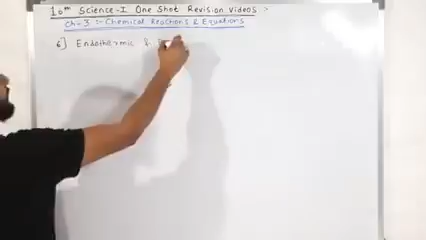 10th Science-I One Shot Revision Videos :-
Ch-3 :- Chemical Reactions & Equations
6] Endothermic &